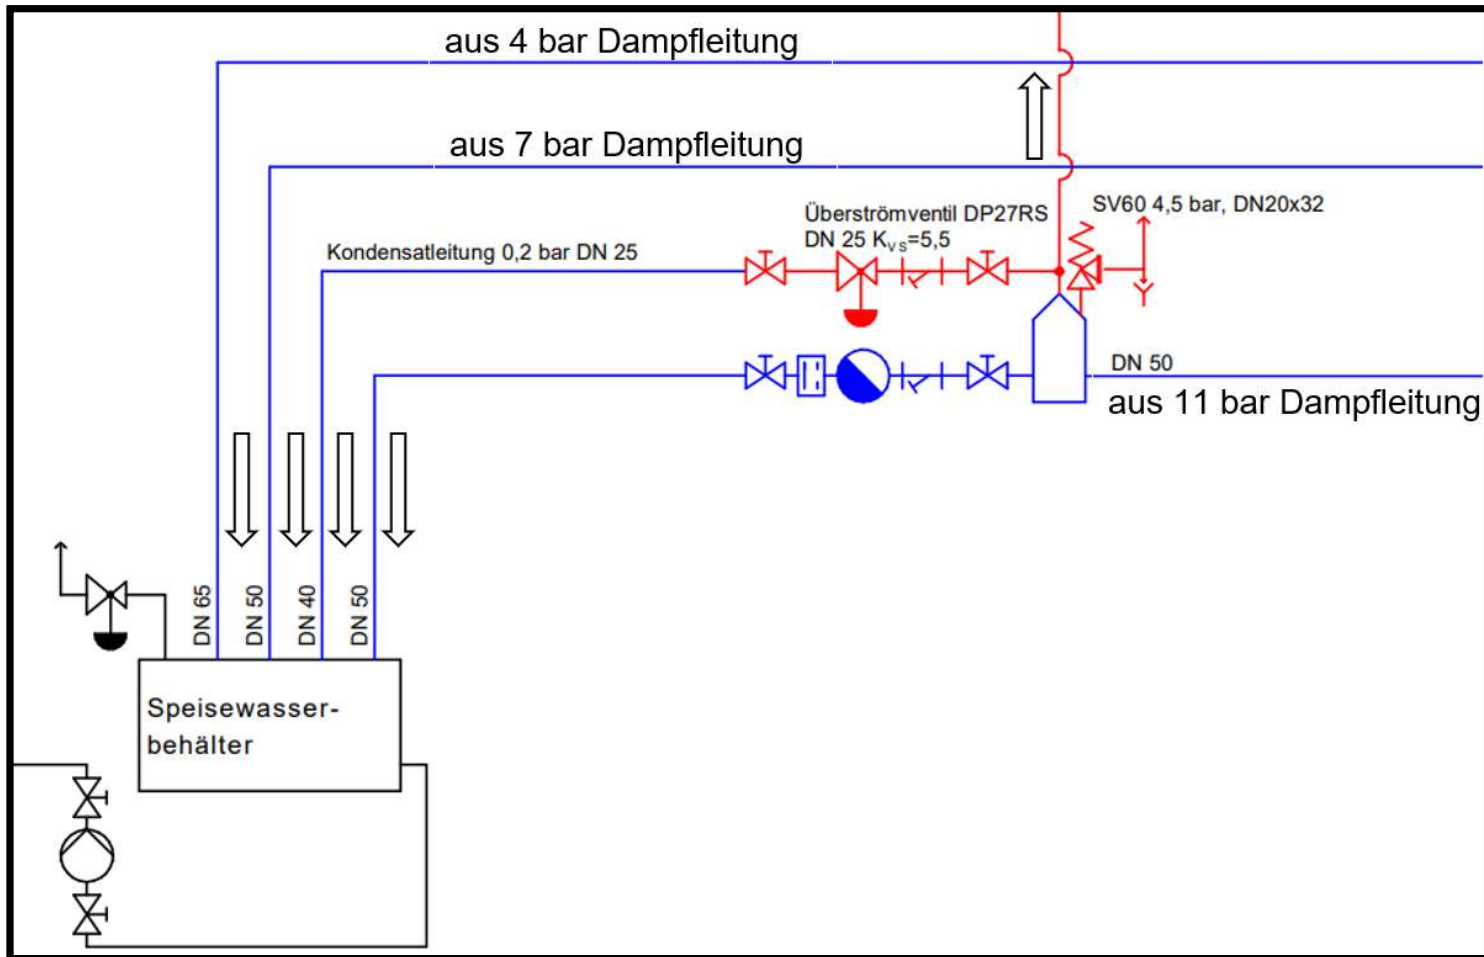 aus 4 bar Dampfleitung
aus 7 bar Dampfleitung
Überströmventil DP27RS
DN 25 Kvs=5,5
SV60 4,5 bar, DN20x32
Kondensatleitung 0,2 bar DN 25
DN 50
aus 11 bar Dampfleitung
DN 65
DN 50
DN 40
DN 50
Speisewasser-
behälter